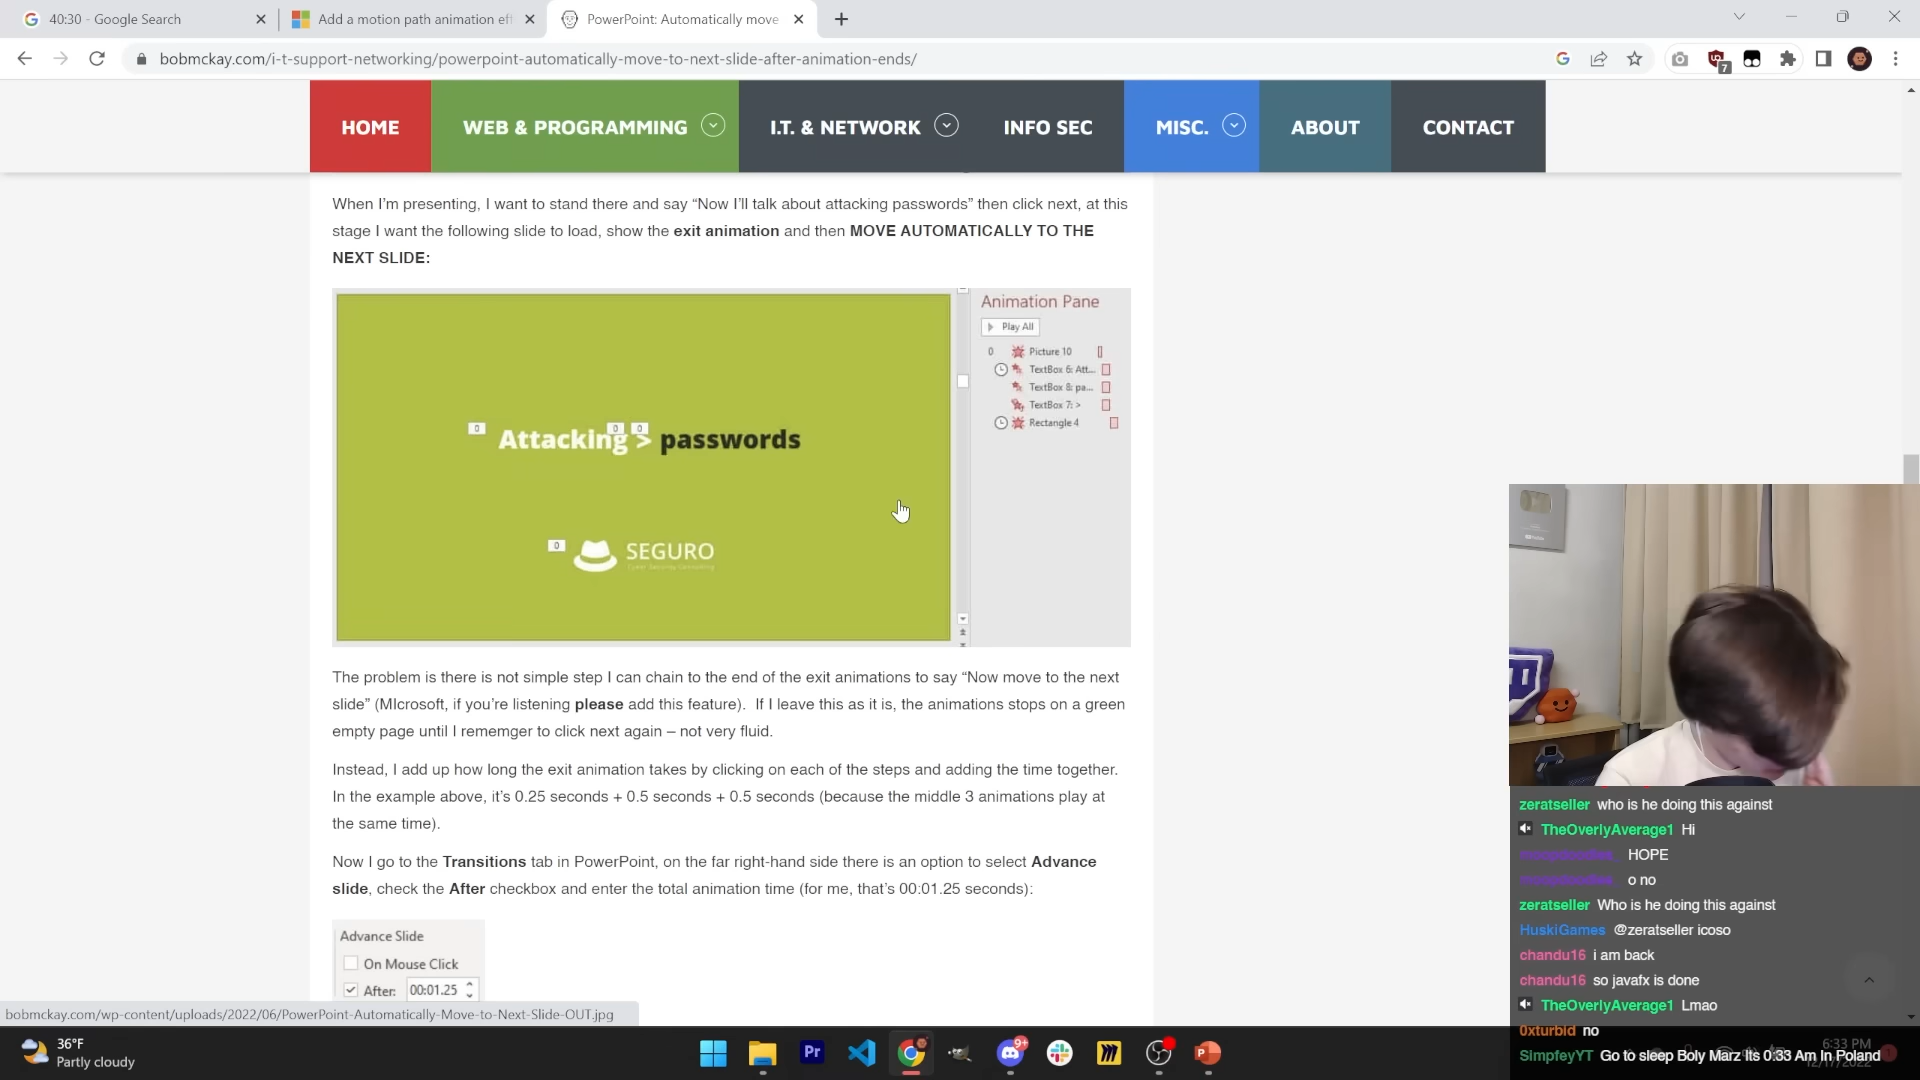 40:30 - Google Search
Add a motion path animation ef
PowerPoint: Automatically move
bobmckay.com/i-t-support-networking/powerpoint-automatically-move-to-next-slide-after-animation-ends/
7
HOME
WEB & PROGRAMMING
I.T. & NETWORK
INFO SEC
MISC.
ABOUT
CONTACT
When I'm presenting, I want to stand there and say “Now I'll talk about attacking passwords” then click next, at this
stage I want the following slide to load, show the exit animation and then MOVE AUTOMATICALLY TO THE
NEXT SLIDE:
Animation Pane
Play All
0 Picture 10
TextBox 6: Att...
TextBox 8: pa...
TextBox 7: >
Rectangle 4
0 0 0
Attacking > passwords
0
SEGURO
The problem is there is not simple step I can chain to the end of the exit animations to say “Now move to the next
slide” (MIcrosoft, if you're listening please add this feature).  If I leave this as it is, the animations stops on a green
empty page until I rememger to click next again – not very fluid.
Instead, I add up how long the exit animation takes by clicking on each of the steps and adding the time together.
In the example above, it's 0.25 seconds + 0.5 seconds + 0.5 seconds (because the middle 3 animations play at
the same time).
Now I go to the Transitions tab in PowerPoint, on the far right-hand side there is an option to select Advance
slide, check the After checkbox and enter the total animation time (for me, that's 00:01.25 seconds):
Advance Slide
On Mouse Click
After: 00:01.25
bobmckay.com/wp-content/uploads/2022/06/PowerPoint-Automatically-Move-to-Next-Slide-OUT.jpg
zeratseller who is he doing this against
TheOverlyAverage1 Hi
HOPE
o no
zeratseller Who is he doing this against
HuskiGames @zeratseller icoso
chandu16 i am back
chandu16 so javafx is done
TheOverlyAverage1 Lmao
0xturbid no
SimpfeyYT Go to sleep Boly Marz Its 0:33 Am In Poland
36°F
Partly cloudy
Pr
9+
6:33 PM
12/17/2022